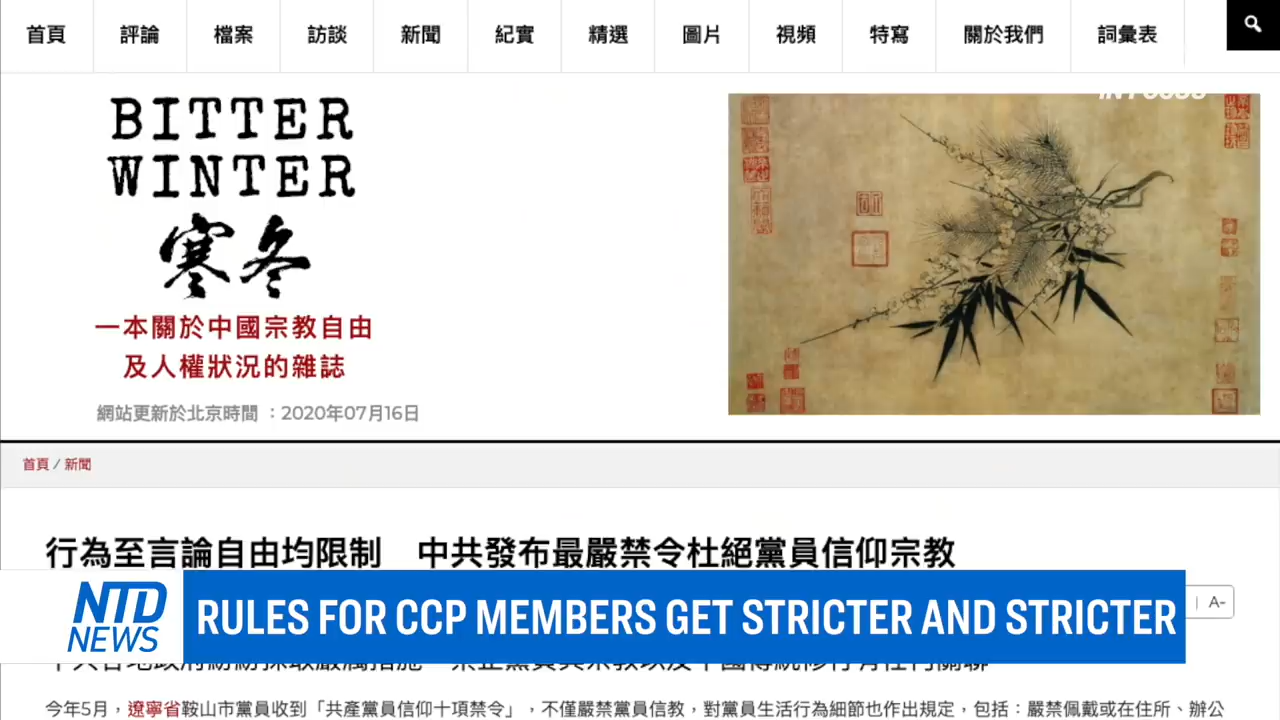 首頁 評論 檔案 訪談 新聞 紀實 精選 圖片 視頻 特寫 關於我們 詞彙表
BITTER
WINTER
寒冬
一本關於中國宗教自由
及人權狀況的雜誌
網站更新於北京時間 ：2020年07月16日
首頁 / 新聞
行為至言論自由均限制　中共發布最嚴禁令杜絕黨員信仰宗教
A-
NTD
NEWS
RULES FOR CCP MEMBERS GET STRICTER AND STRICTER
今年5月，遼寧省鞍山市黨員收到「共產黨員信仰十項禁令」，不僅嚴禁黨員信教，對黨員生活行為細節也作出規定，包括：嚴禁佩戴或在住所、辦公